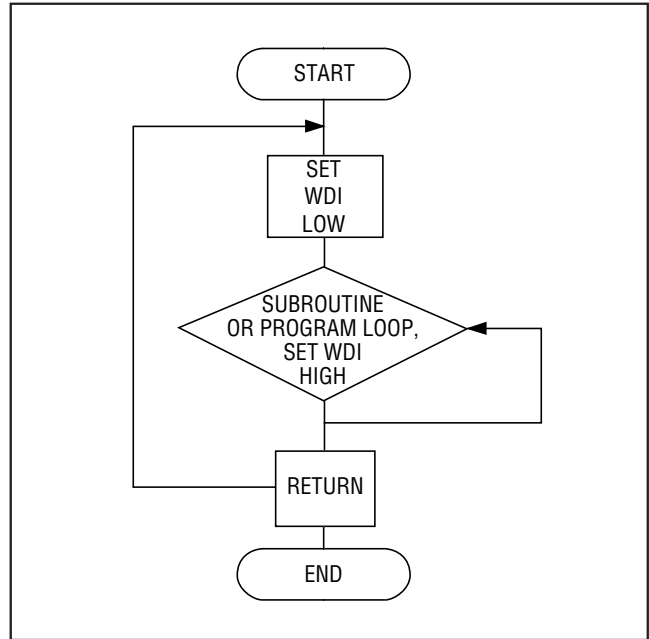 START
SET
WDI
LOW
SUBROUTINE
OR PROGRAM LOOP,
SET WDI
HIGH
RETURN
END